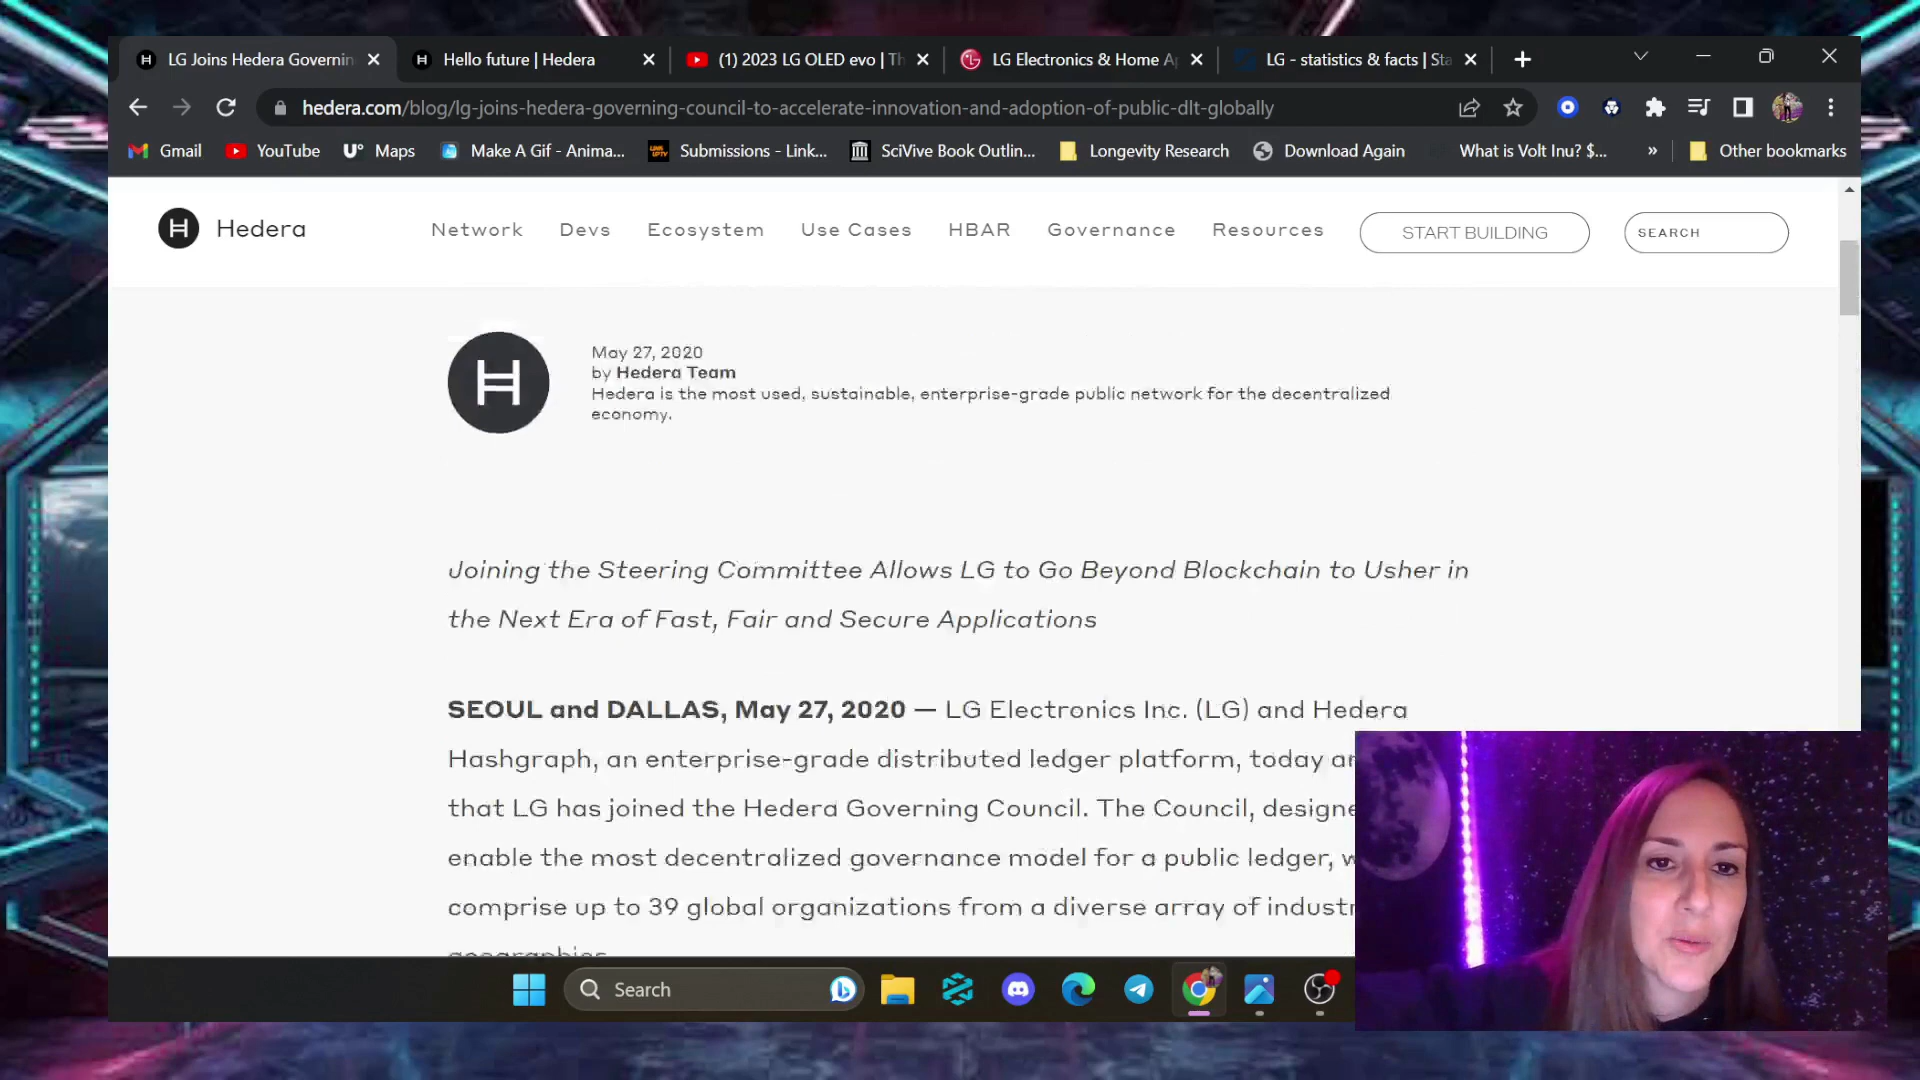 LG Joins Hedera Governin
Hello future | Hedera
(1) 2023 LG OLED evo | Th
LG Electronics & Home Ap
LG - statistics & facts | Sta
hedera.com/blog/lg-joins-hedera-governing-council-to-accelerate-innovation-and-adoption-of-public-dlt-globally
Gmail
YouTube
Maps
Make A Gif - Anima...
Submissions - Link...
SciVive Book Outlin...
Longevity Research
Download Again
What is Volt Inu? $...
»
Other bookmarks
Hedera
Network
Devs
Ecosystem
Use Cases
HBAR
Governance
Resources
START BUILDING
SEARCH
May 27, 2020
by Hedera Team
Hedera is the most used, sustainable, enterprise-grade public network for the decentralized
economy.
Joining the Steering Committee Allows LG to Go Beyond Blockchain to Usher in
the Next Era of Fast, Fair and Secure Applications
SEOUL and DALLAS, May 27, 2020 — LG Electronics Inc. (LG) and Hedera
Hashgraph, an enterprise-grade distributed ledger platform, today an
that LG has joined the Hedera Governing Council. The Council, designe
enable the most decentralized governance model for a public ledger, w
comprise up to 39 global organizations from a diverse array of industr
geographies
Search